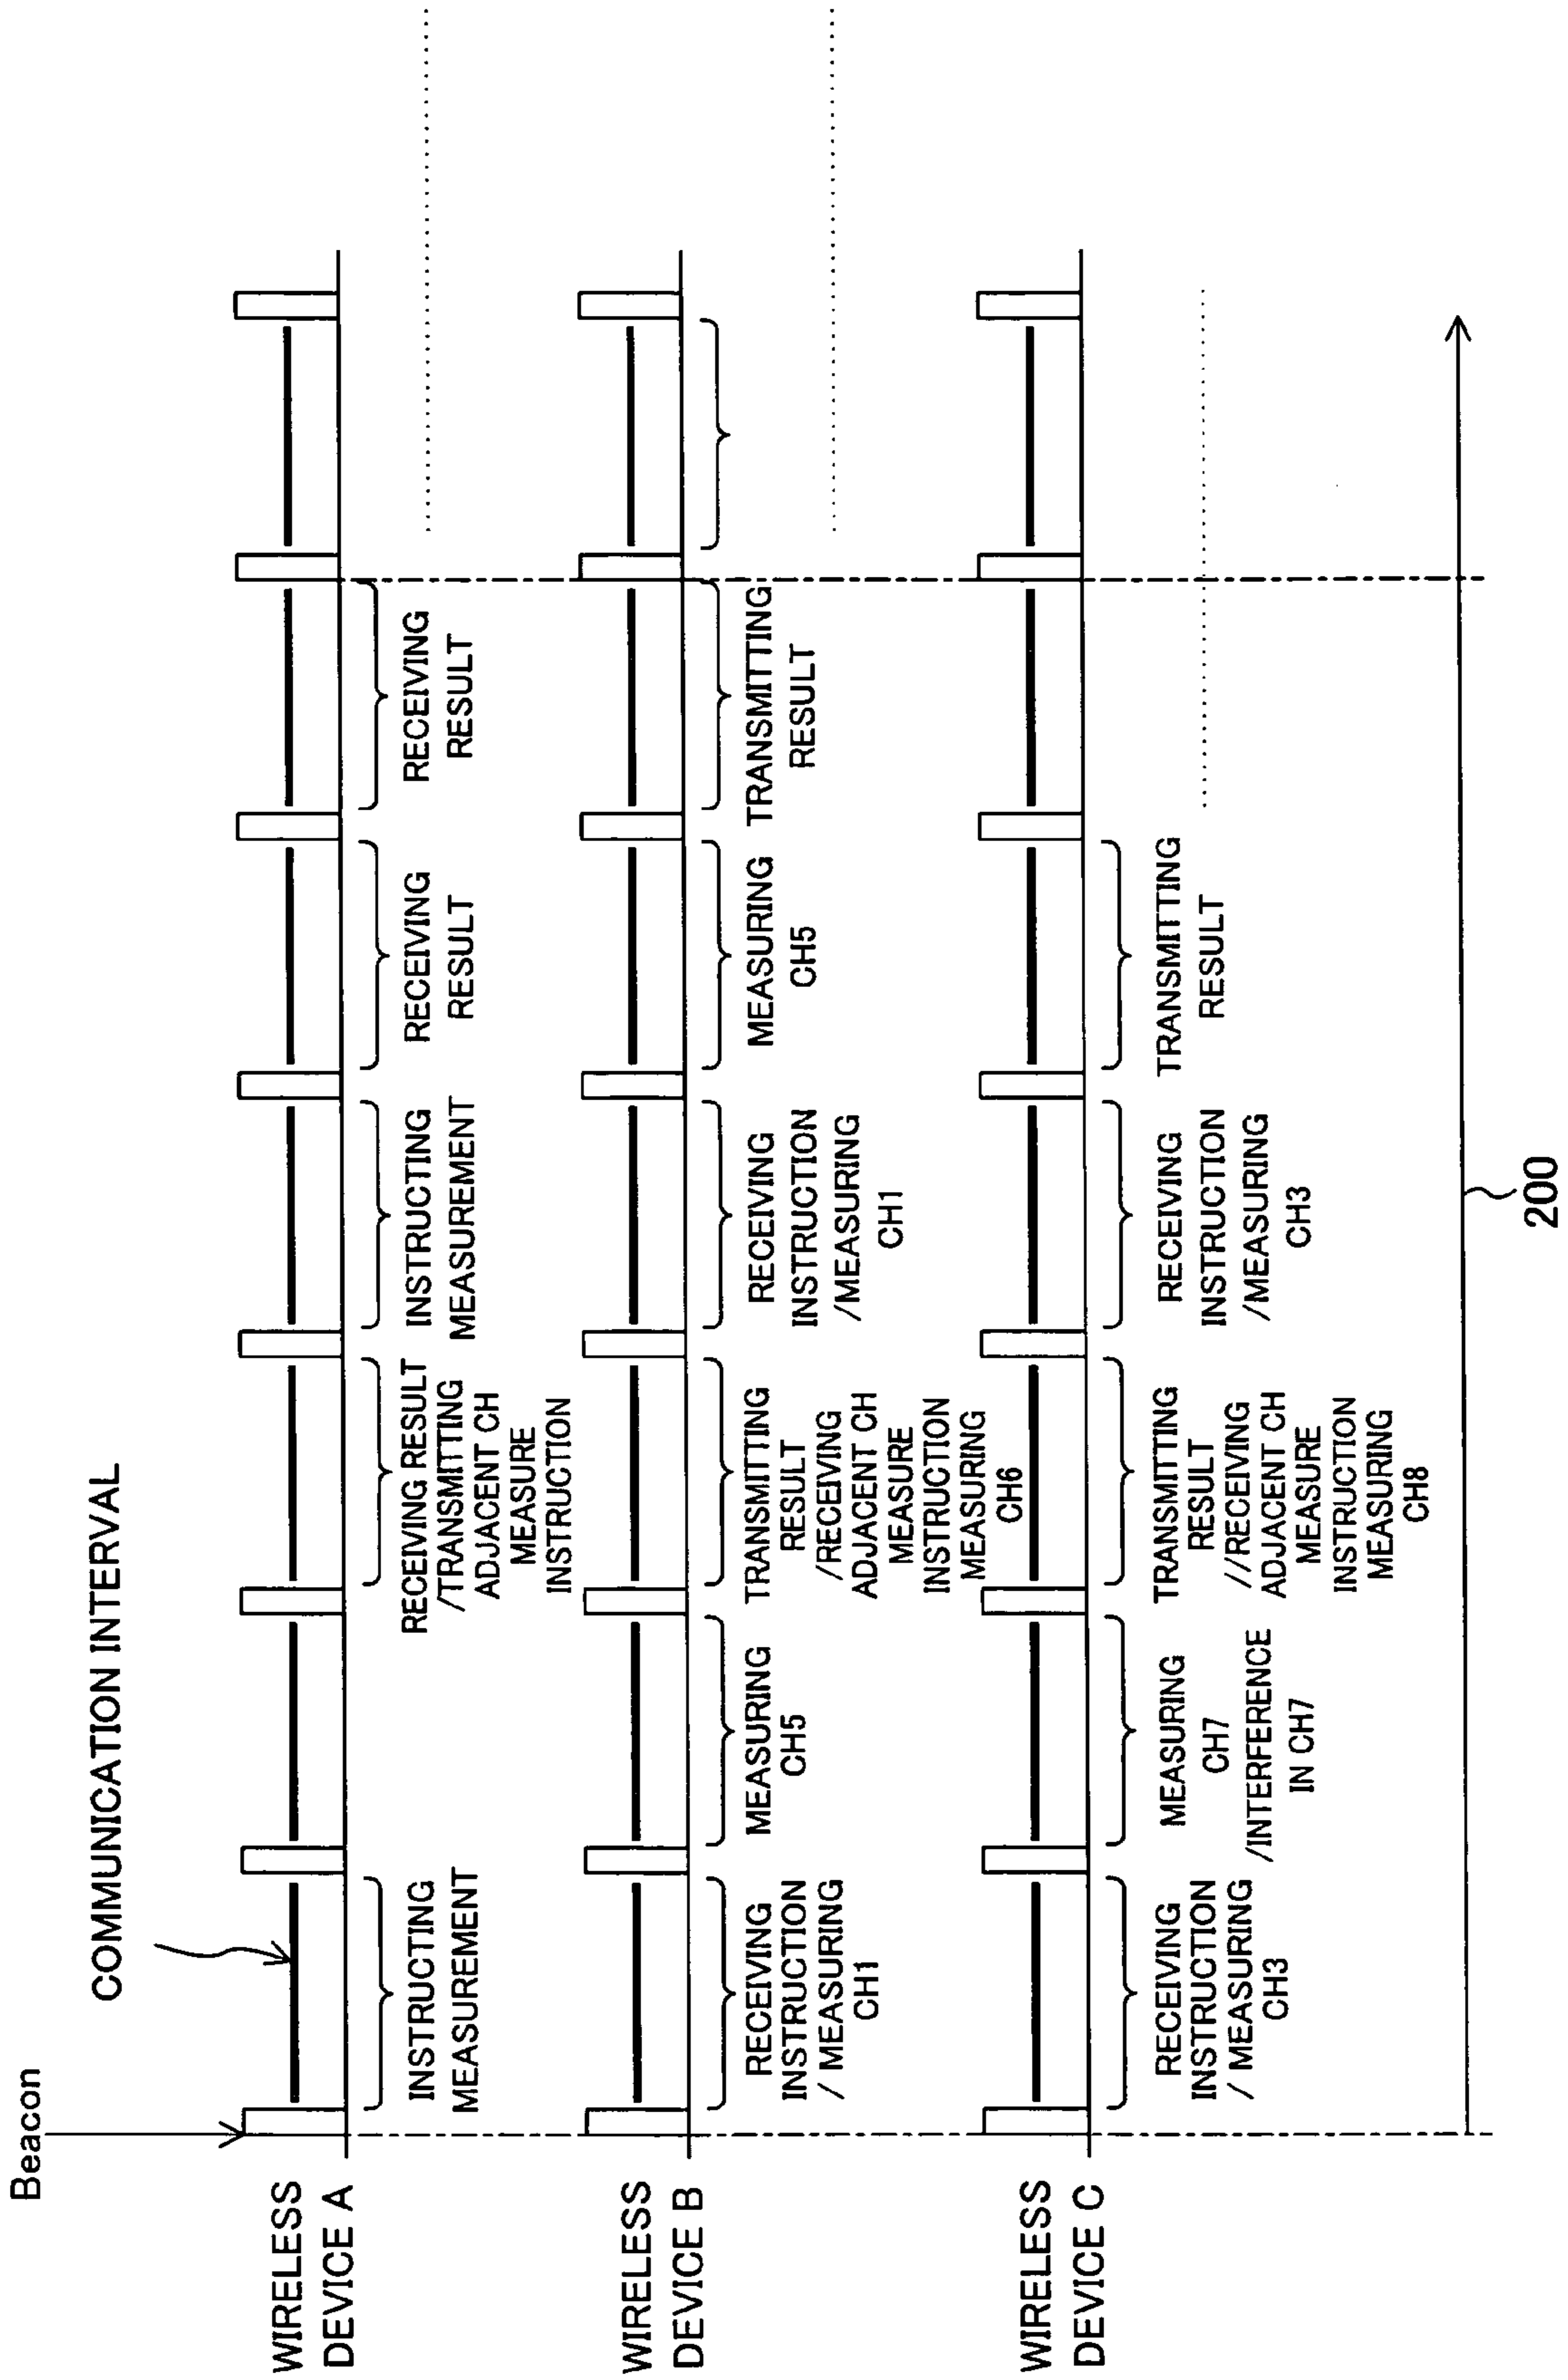 Beacon
COMMUNICATION INTERVAL
WIRELESS
DEVICE A
INSTRUCTING
MEASUREMENT
RECEIVING RESULT
/TRANSMITTING
ADJACENT CH
MEASURE
INSTRUCTION
INSTRUCTING
MEASUREMENT
RECEIVING
RESULT
RECEIVING
RESULT
WIRELESS
DEVICE B
RECEIVING
INSTRUCTION
/ MEASURING
CH1
MEASURING
CH5
TRANSMITTING
RESULT
/RECEIVING
ADJACENT CH
MEASURE
INSTRUCTION
MEASURING
CH6
RECEIVING
INSTRUCTION
/MEASURING
CH1
MEASURING
CH5
TRANSMITTING
RESULT
WIRELESS
DEVICE C
RECEIVING
INSTRUCTION
/ MEASURING
CH3
MEASURING
CH7
/INTERFERENCE
IN CH7
TRANSMITTING
RESULT
//RECEIVING
ADJACENT CH
MEASURE
INSTRUCTION
MEASURING
CH8
RECEIVING
INSTRUCTION
/MEASURING
CH3
TRANSMITTING
RESULT
200